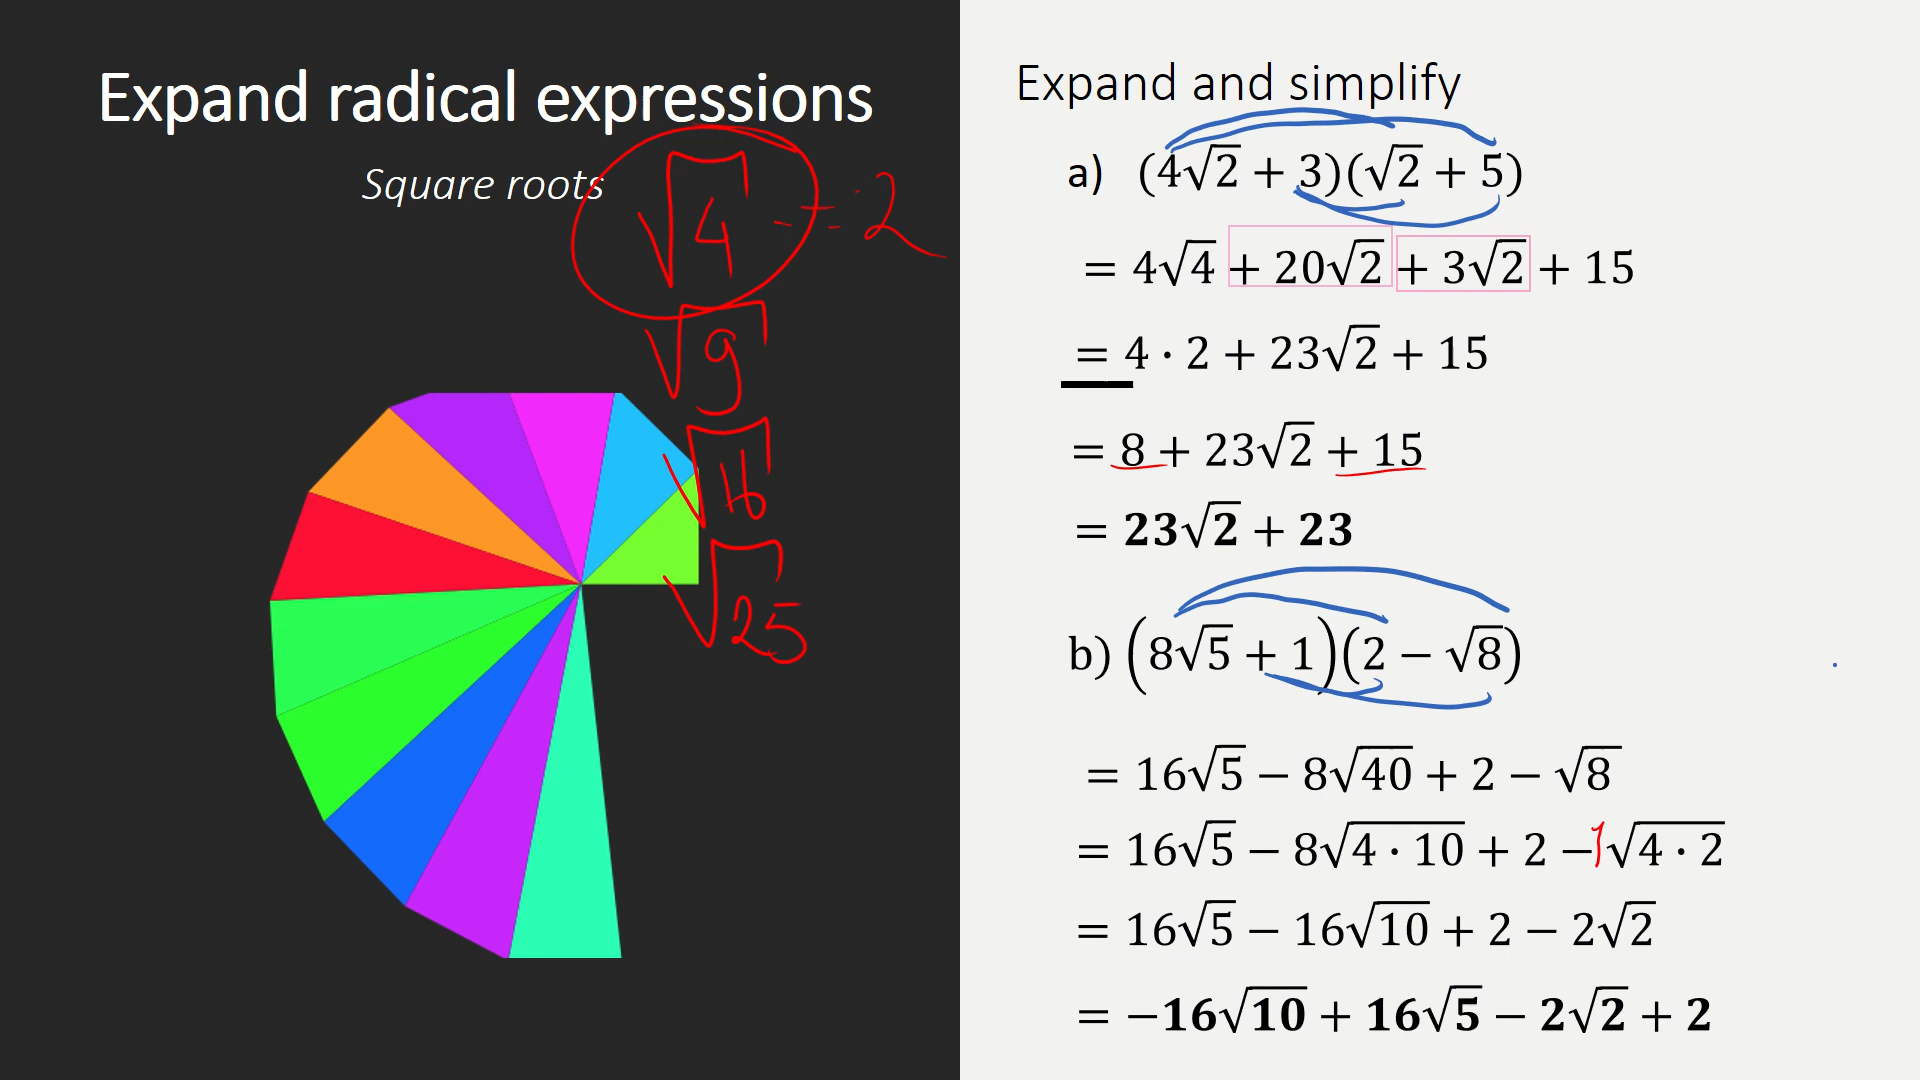 Expand radical expressions
Square roots
√4 = 2
√9
√16
√25
Expand and simplify
a) (4√2 + 3)(√2 + 5)
= 4√4 + 20√2 + 3√2 + 15
= 4 · 2 + 23√2 + 15
= 8 + 23√2 + 15
= 23√2 + 23
b) (8√5 + 1)(2 − √8)
= 16√5 − 8√40 + 2 − √8
= 16√5 − 8√(4 · 10) + 2 − 1√(4 · 2)
= 16√5 − 16√10 + 2 − 2√2
= −16√10 + 16√5 − 2√2 + 2